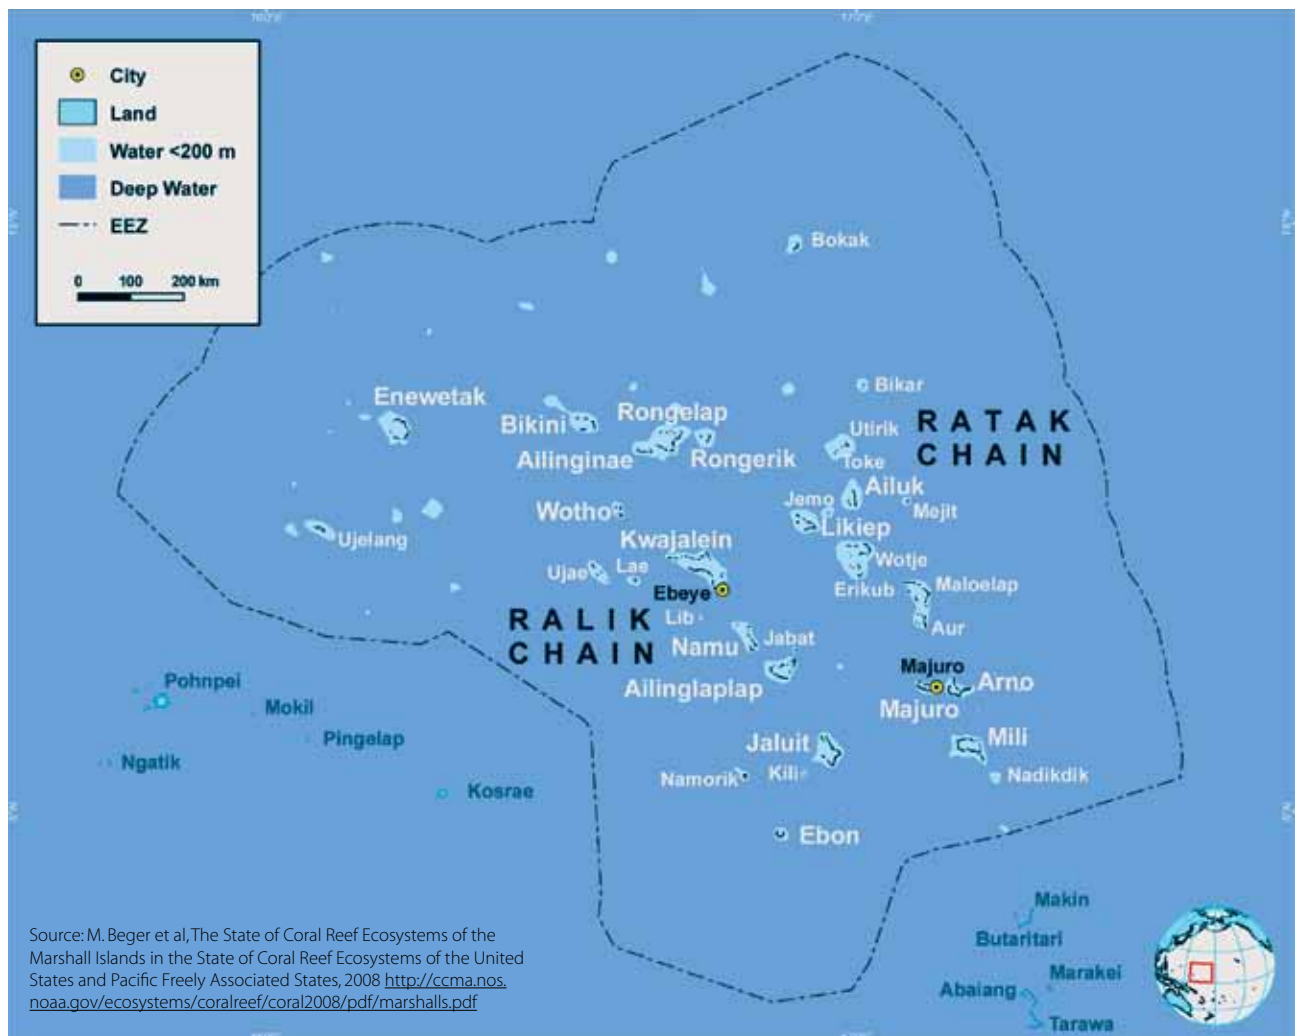 160°E
170°E
City
Land
Water <200 m
Deep Water
EEZ
0 100 200 km
Bokak
Bikar
Enewetak
Bikini
Rongelap
Ailinginae
Rongerik
RATAK
CHAIN
Utirik
Toke
Ailuk
Jemo
Mejit
Likiep
Wotho
Ujelang
Kwajalein
Wotje
Ujae
Lae
Erikub
Maloelap
Ebeye
RALIK
CHAIN
Lib
Aur
Namu
Jabat
Ailinglaplap
Majuro
Arno
Majuro
Pohnpei
Mokil
Pingelap
Ngatik
Kosrae
Jaluit
Mili
Namorik
Kili
Nadikdik
Ebon
Makin
Butaritari
Marakei
Abaiang
Tarawa
Source: M. Beger et al, The State of Coral Reef Ecosystems of the
Marshall Islands in the State of Coral Reef Ecosystems of the United
States and Pacific Freely Associated States, 2008 http://ccma.nos.
noaa.gov/ecosystems/coralreef/coral2008/pdf/marshalls.pdf